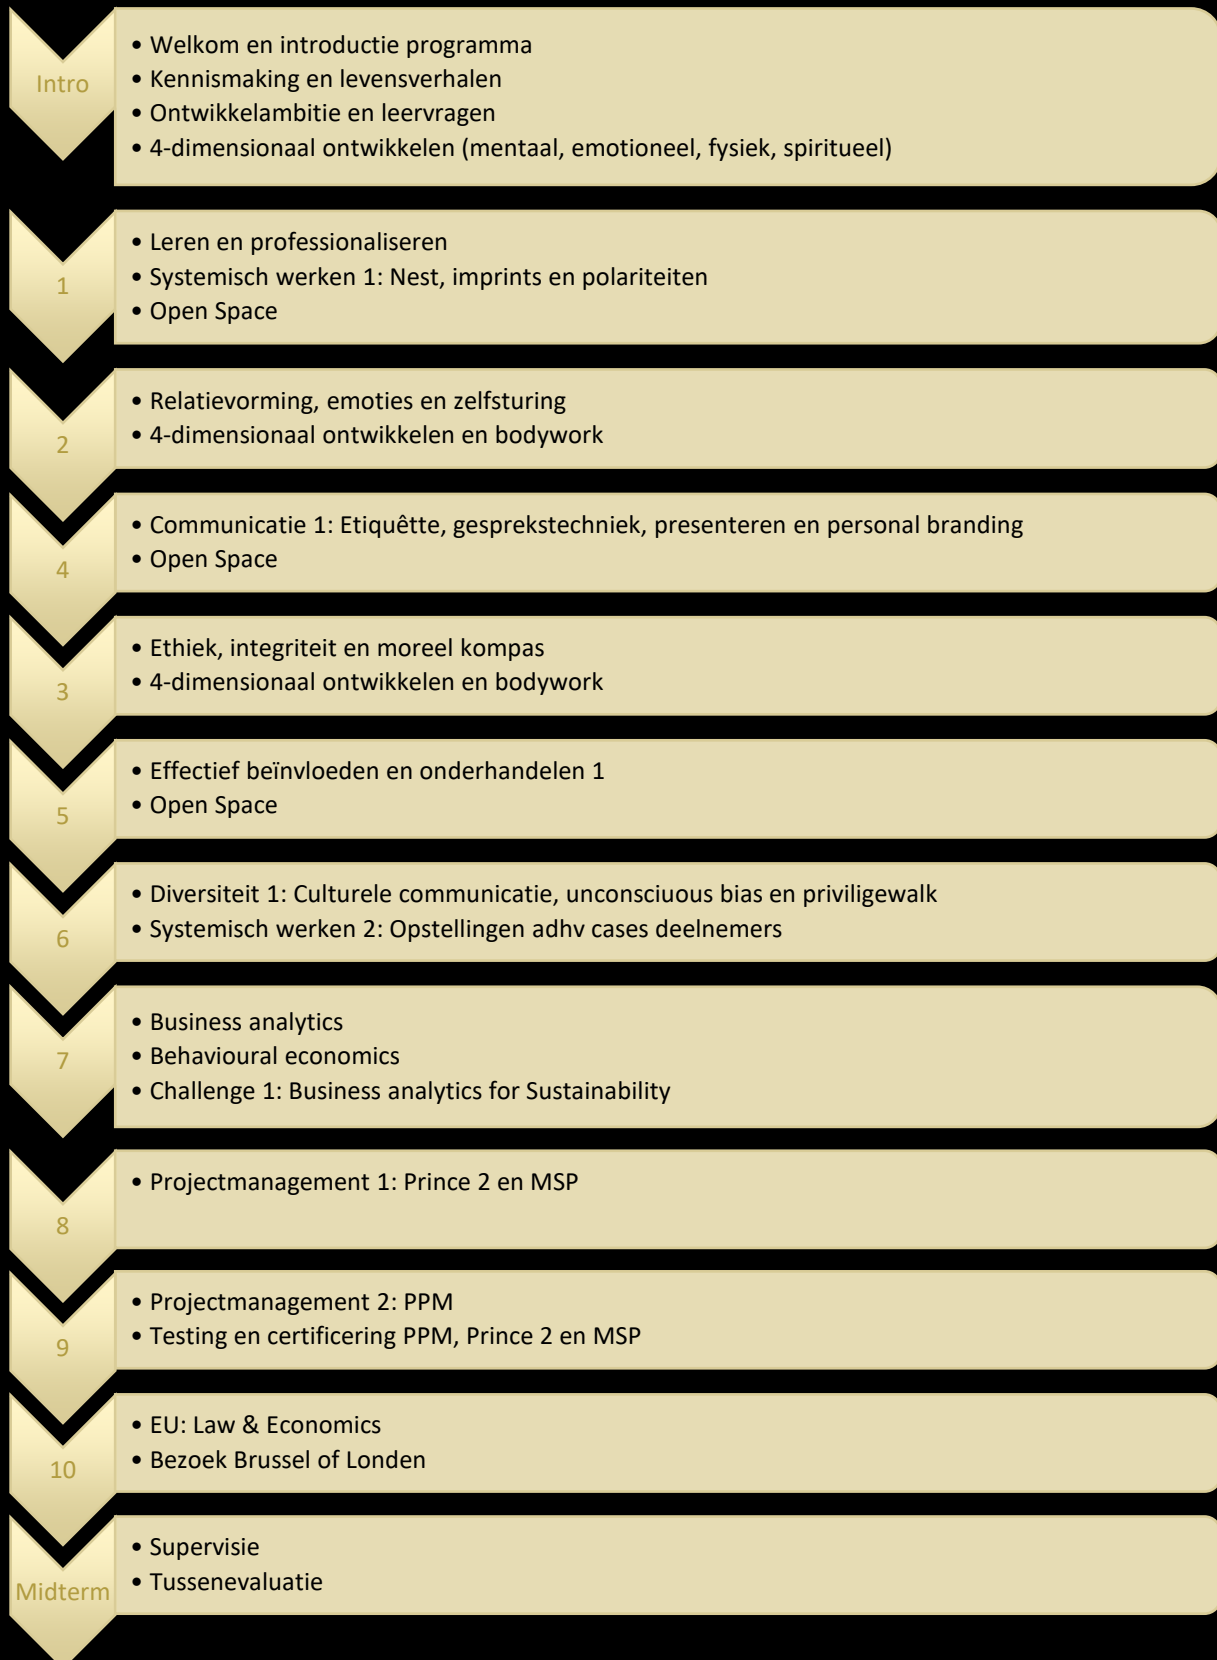 Intro
• Welkom en introductie programma
• Kennismaking en levensverhalen
• Ontwikkelambitie en leervragen
• 4-dimensionaal ontwikkelen (mentaal, emotioneel, fysiek, spiritueel)
1
• Leren en professionaliseren
• Systemisch werken 1: Nest, imprints en polariteiten
• Open Space
2
• Relatievorming, emoties en zelfsturing
• 4-dimensionaal ontwikkelen en bodywork
4
• Communicatie 1: Etiquêtte, gesprekstechniek, presenteren en personal branding
• Open Space
3
• Ethiek, integriteit en moreel kompas
• 4-dimensionaal ontwikkelen en bodywork
5
• Effectief beïnvloeden en onderhandelen 1
• Open Space
6
• Diversiteit 1: Culturele communicatie, unconsciuous bias en priviligewalk
• Systemisch werken 2: Opstellingen adhv cases deelnemers
7
• Business analytics
• Behavioural economics
• Challenge 1: Business analytics for Sustainability
8
• Projectmanagement 1: Prince 2 en MSP
9
• Projectmanagement 2: PPM
• Testing en certificering PPM, Prince 2 en MSP
10
• EU: Law & Economics
• Bezoek Brussel of Londen
Midterm
• Supervisie
• Tussenevaluatie